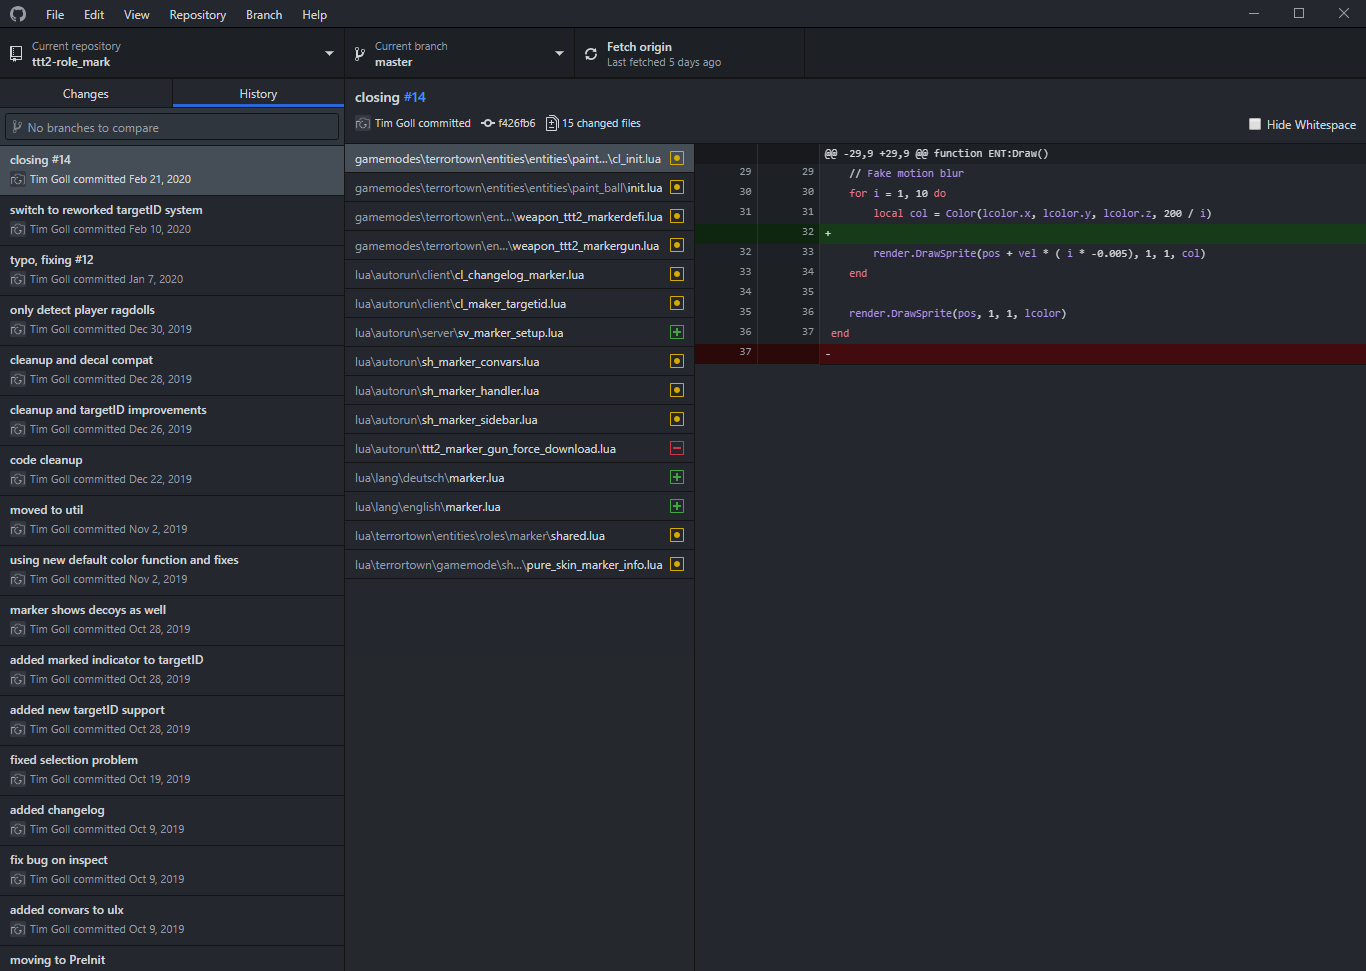 File Edit View Repository Branch Help
Current repository
ttt2-role_mark
Current branch
master
Fetch origin
Last fetched 5 days ago
Changes
History
No branches to compare
closing #14
Tim Goll committed Feb 21, 2020
switch to reworked targetID system
Tim Goll committed Feb 10, 2020
typo, fixing #12
Tim Goll committed Jan 7, 2020
only detect player ragdolls
Tim Goll committed Dec 30, 2019
cleanup and decal compat
Tim Goll committed Dec 28, 2019
cleanup and targetID improvements
Tim Goll committed Dec 26, 2019
code cleanup
Tim Goll committed Dec 22, 2019
moved to util
Tim Goll committed Nov 2, 2019
using new default color function and fixes
Tim Goll committed Nov 2, 2019
marker shows decoys as well
Tim Goll committed Oct 28, 2019
added marked indicator to targetID
Tim Goll committed Oct 28, 2019
added new targetID support
Tim Goll committed Oct 28, 2019
fixed selection problem
Tim Goll committed Oct 19, 2019
added changelog
Tim Goll committed Oct 9, 2019
fix bug on inspect
Tim Goll committed Oct 9, 2019
added convars to ulx
Tim Goll committed Oct 9, 2019
moving to PreInit
closing #14
Tim Goll committed f426fb6 15 changed files
Hide Whitespace
gamemodes\terrortown\entities\entities\paint...\cl_init.lua
gamemodes\terrortown\entities\entities\paint_ball\init.lua
gamemodes\terrortown\ent...\weapon_ttt2_markerdefi.lua
gamemodes\terrortown\en...\weapon_ttt2_markergun.lua
lua\autorun\client\cl_changelog_marker.lua
lua\autorun\client\cl_maker_targetid.lua
lua\autorun\server\sv_marker_setup.lua
lua\autorun\sh_marker_convars.lua
lua\autorun\sh_marker_handler.lua
lua\autorun\sh_marker_sidebar.lua
lua\autorun\ttt2_marker_gun_force_download.lua
lua\lang\deutsch\marker.lua
lua\lang\english\marker.lua
lua\terrortown\entities\roles\marker\shared.lua
lua\terrortown\gamemode\sh...\pure_skin_marker_info.lua
@@ -29,9 +29,9 @@ function ENT:Draw()
29 29 // Fake motion blur
30 30 for i = 1, 10 do
31 31 local col = Color(lcolor.x, lcolor.y, lcolor.z, 200 / i)
32 +
32 33 render.DrawSprite(pos + vel * ( i * -0.005), 1, 1, col)
33 34 end
34 35
35 36 render.DrawSprite(pos, 1, 1, lcolor)
36 37 end
37 -